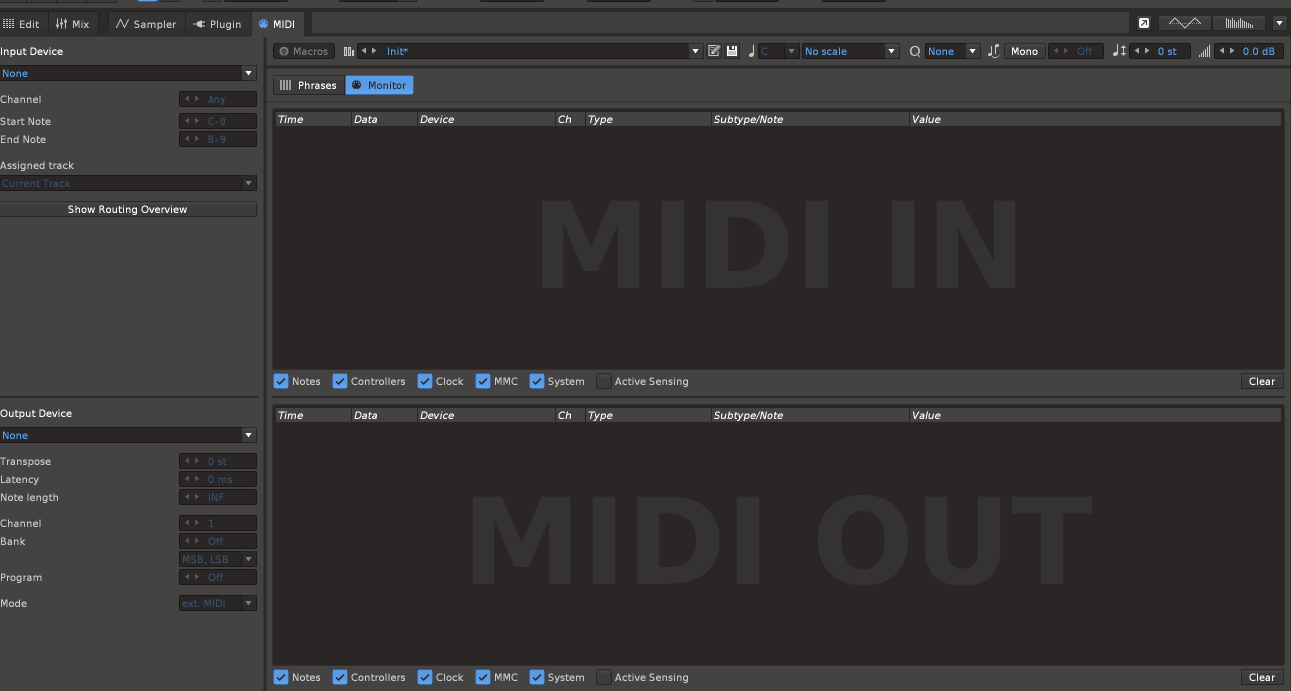 Edit Mix Sampler Plugin MIDI
Input Device
None
Channel Any
Start Note C-0
End Note B-9
Assigned track
Current Track
Show Routing Overview
Output Device
None
Transpose 0 st
Latency 0 ms
Note length INF
Channel 1
Bank Off
MSB, LSB
Program Off
Mode ext. MIDI
Macros Init* C No scale None Mono Off 0 st 0.0 dB
Phrases Monitor
Time Data Device Ch Type Subtype/Note Value
MIDI IN
Notes Controllers Clock MMC System Active Sensing Clear
Time Data Device Ch Type Subtype/Note Value
MIDI OUT
Notes Controllers Clock MMC System Active Sensing Clear